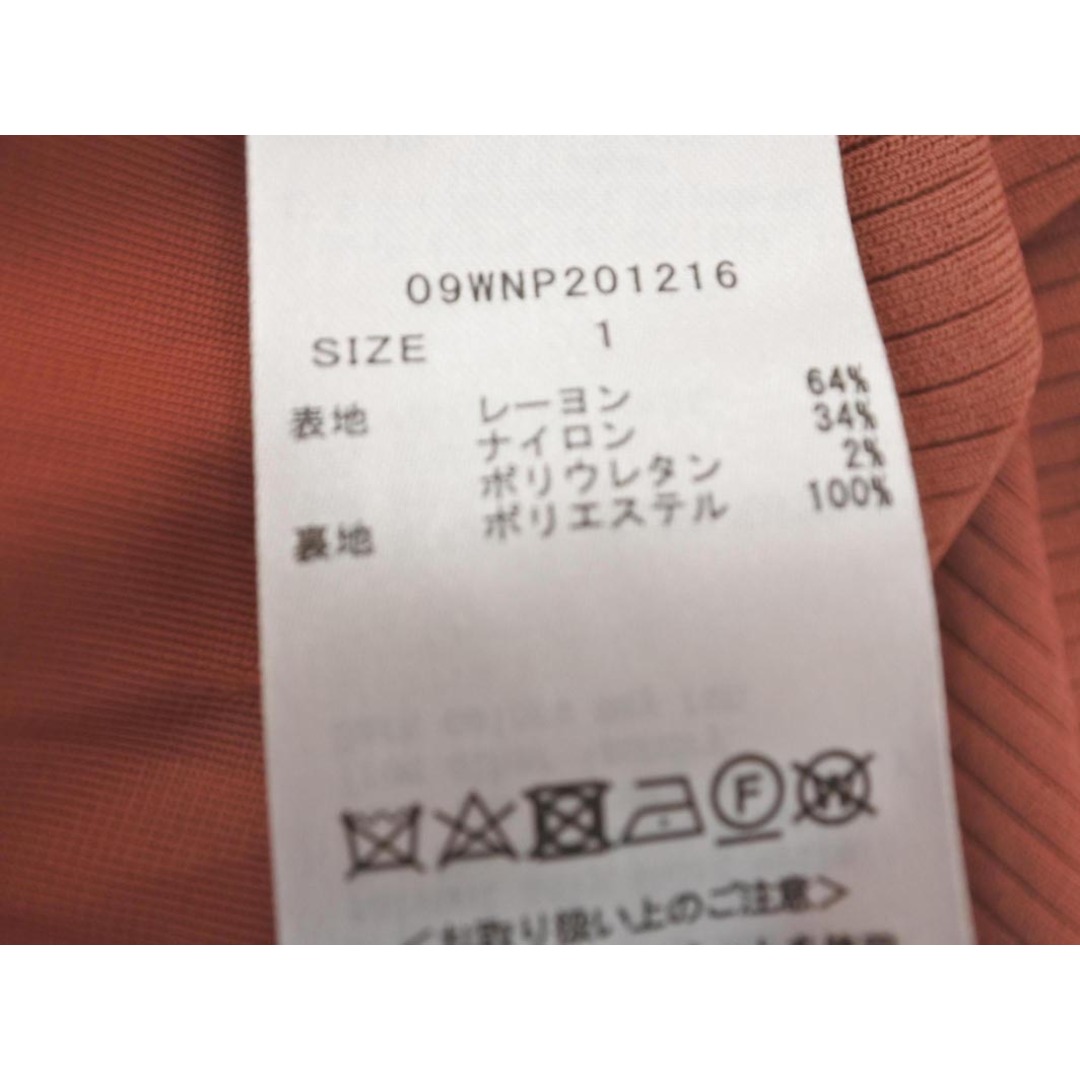 09WNP201216
SIZE 1
表地 レーヨン 64%
ナイロン 34%
ポリウレタン 2%
裏地 ポリエステル 100%
F W
<お取り扱い上のご注意>